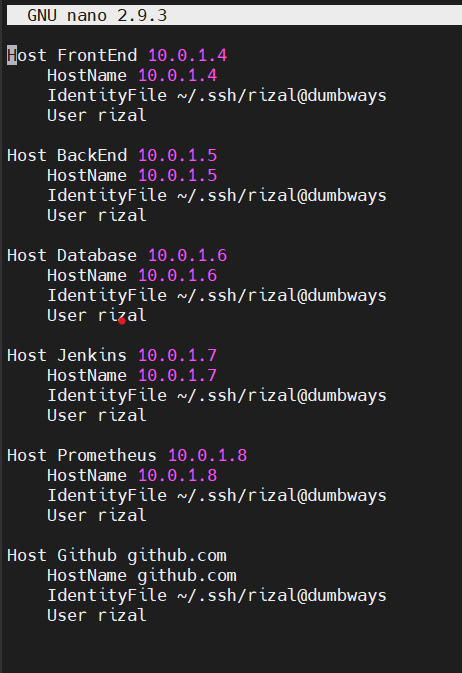 GNU nano 2.9.3
Host FrontEnd 10.0.1.4
HostName 10.0.1.4
IdentityFile ~/.ssh/rizal@dumbways
User rizal
Host BackEnd 10.0.1.5
HostName 10.0.1.5
IdentityFile ~/.ssh/rizal@dumbways
User rizal
Host Database 10.0.1.6
HostName 10.0.1.6
IdentityFile ~/.ssh/rizal@dumbways
User rizal
Host Jenkins 10.0.1.7
HostName 10.0.1.7
IdentityFile ~/.ssh/rizal@dumbways
User rizal
Host Prometheus 10.0.1.8
HostName 10.0.1.8
IdentityFile ~/.ssh/rizal@dumbways
User rizal
Host Github github.com
HostName github.com
IdentityFile ~/.ssh/rizal@dumbways
User rizal